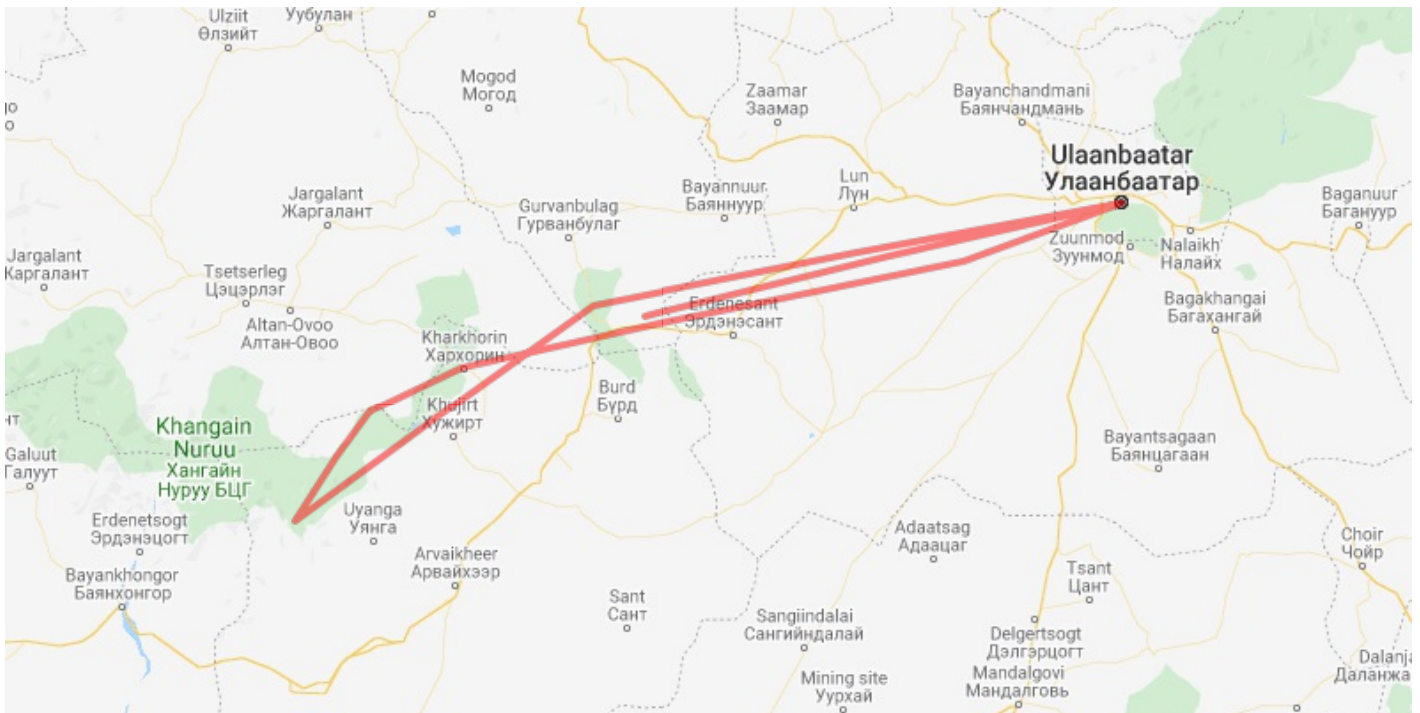 Ulziit
Өлзийт
Уубулан
Mogod
Могод
Zaamar
Заамар
Bayanchandmani
Баянчандмань
Ulaanbaatar
Улаанбаатар
Jargalant
Жаргалант
Gurvanbulag
Гурванбулаг
Bayannuur
Баяннуур
Lun
Лүн
Baganuur
Багануур
Zuunmod
Зуунмод
Nalaikh
Налайх
Jargalant
Жаргалант
Tsetserleg
Цэцэрлэг
Altan-Ovoo
Алтан-Овоо
Erdenesant
Эрдэнэсант
Bagakhangai
Багахангай
Kharkhorin
Хархорин
Khujirt
Хужирт
Burd
Бүрд
Khangain
Nuruu
Хангайн
Нуруу БЦГ
Galuut
Галуут
Bayantsagaan
Баянцагаан
Uyanga
Уянга
Erdenetsogt
Эрдэнэцогт
Adaatsag
Адаацаг
Choir
Чойр
Arvaikheer
Арвайхээр
Bayankhongor
Баянхонгор
Tsant
Цант
Sant
Сант
Sangiindalai
Сангийндалай
Delgertsogt
Дэлгэрцогт
Mining site
Уурхай
Mandalgovi
Мандалговь